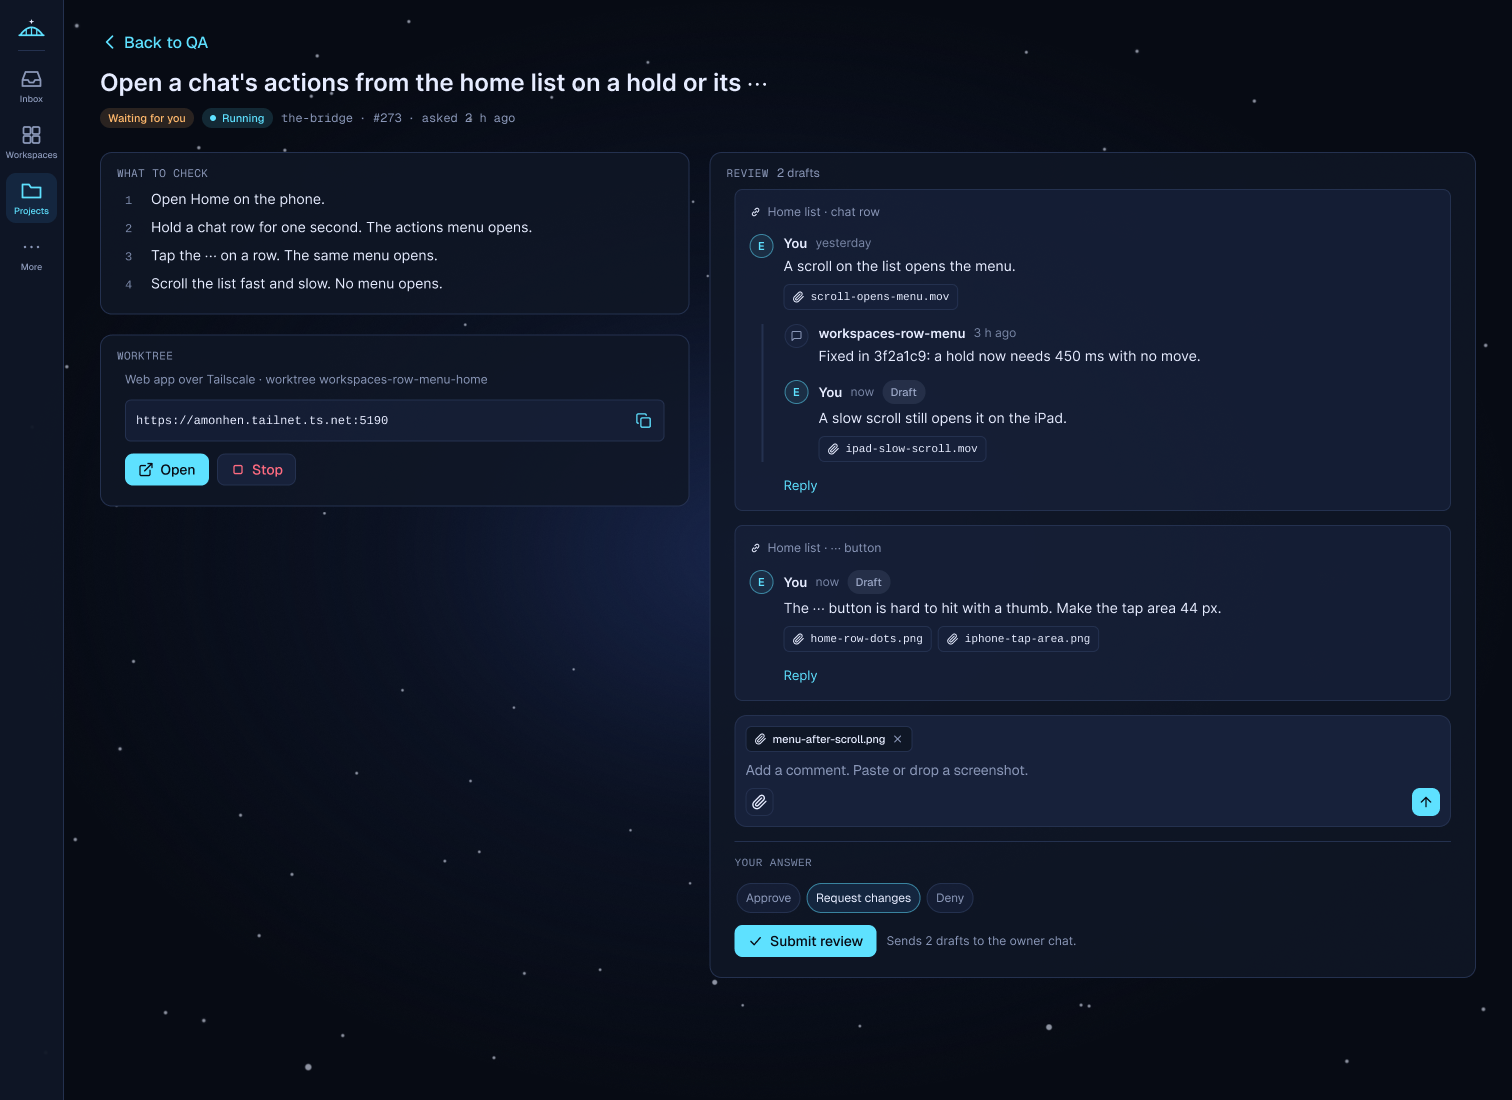 Inbox
Workspaces
Projects
More
Back to QA
Open a chat's actions from the home list on a hold or its ···
Waiting for you
Running
the-bridge · #273 · asked h ago
WHAT TO CHECK
1 Open Home on the phone.
2 Hold a chat row for one second. The actions menu opens.
3 Tap the ··· on a row. The same menu opens.
4 Scroll the list fast and slow. No menu opens.
WORKTREE
Web app over Tailscale · worktree workspaces-row-menu-home
https://amonhen.tailnet.ts.net:5190
Open
Stop
REVIEW 2 drafts
Home list · chat row
E You yesterday
A scroll on the list opens the menu.
scroll-opens-menu.mov
workspaces-row-menu 3 h ago
Fixed in 3f2a1c9: a hold now needs 450 ms with no move.
E You now Draft
A slow scroll still opens it on the iPad.
ipad-slow-scroll.mov
Reply
Home list · ··· button
E You now Draft
The ··· button is hard to hit with a thumb. Make the tap area 44 px.
home-row-dots.png iphone-tap-area.png
Reply
menu-after-scroll.png
Add a comment. Paste or drop a screenshot.
YOUR ANSWER
Approve Request changes Deny
Submit review Sends 2 drafts to the owner chat.